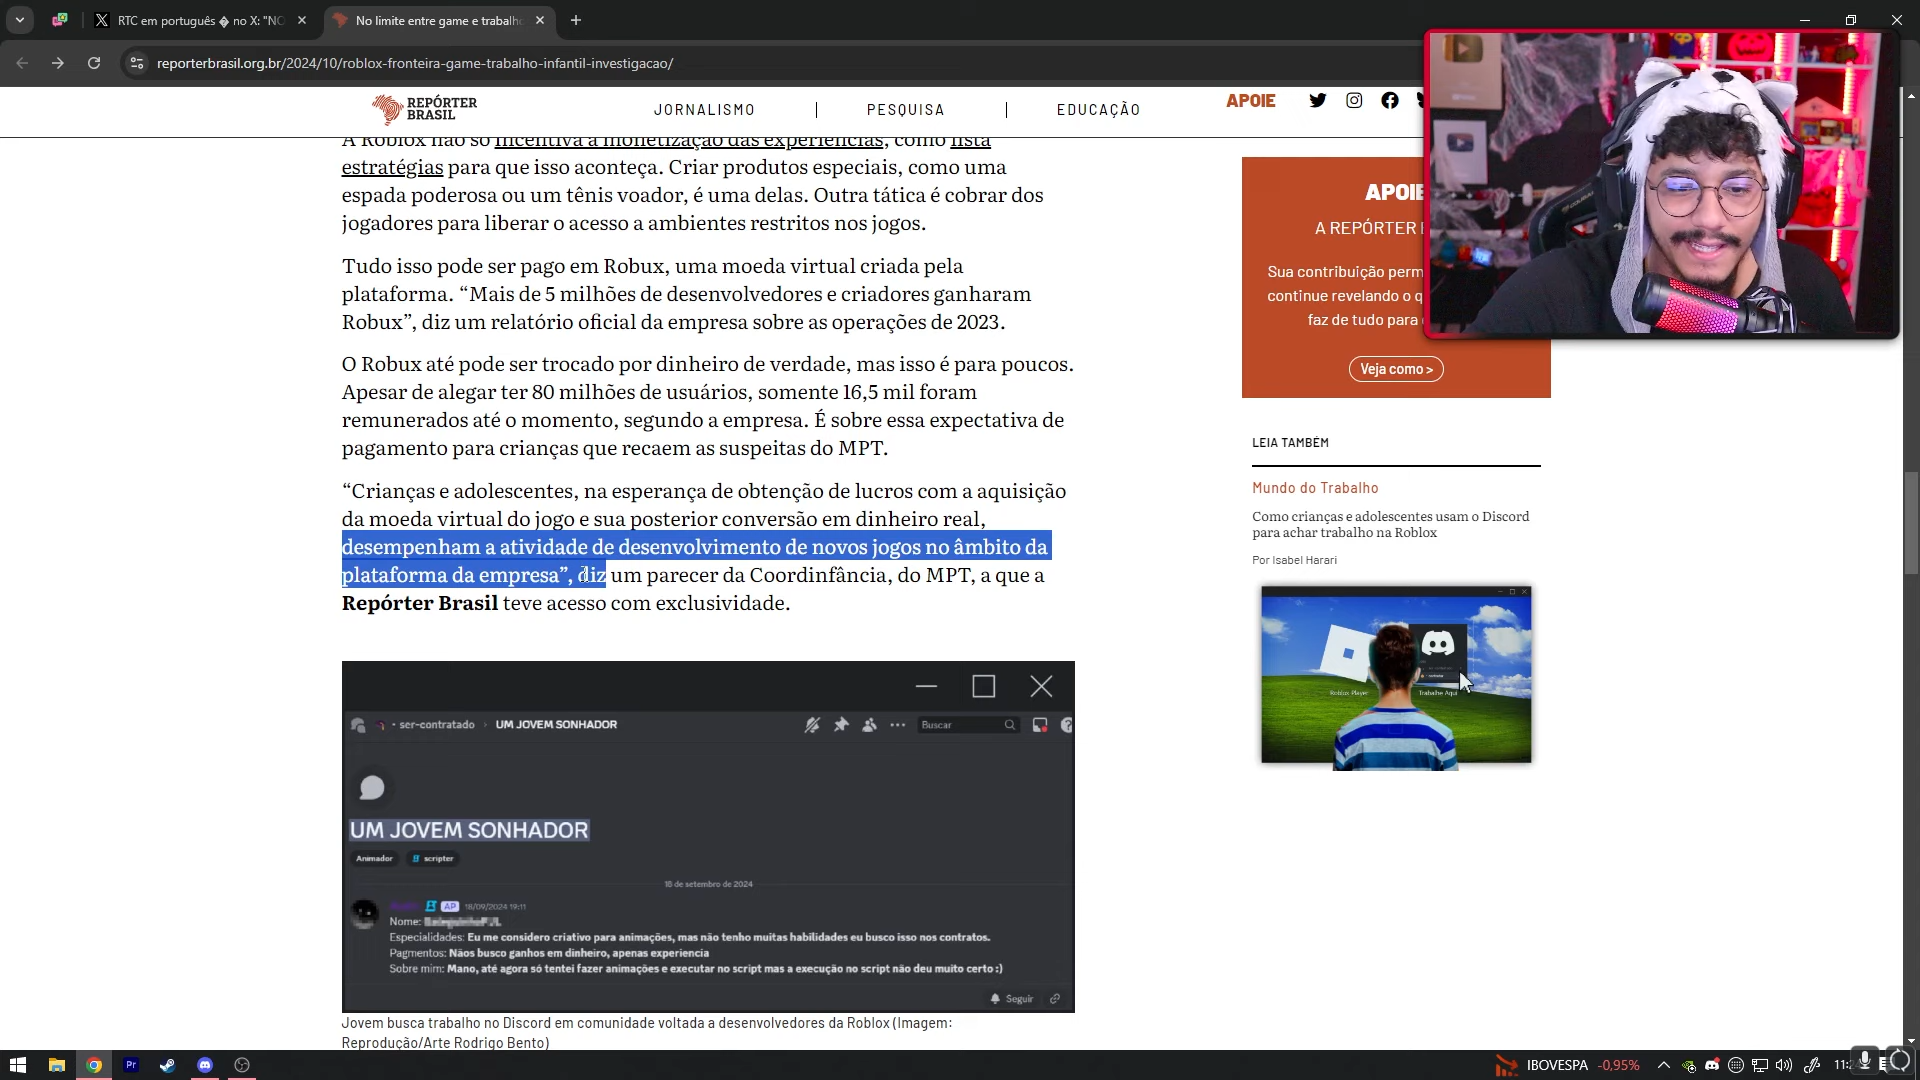 RTC em português � no X: "NO
No limite entre game e trabalho
reporterbrasil.org.br/2024/10/roblox-fronteira-game-trabalho-infantil-investigacao/
REPÓRTER
BRASIL
JORNALISMO
PESQUISA
EDUCAÇÃO
APOIE
A Roblox não só incentiva a monetização das experiências, como lista
estratégias para que isso aconteça. Criar produtos especiais, como uma
espada poderosa ou um tênis voador, é uma delas. Outra tática é cobrar dos
jogadores para liberar o acesso a ambientes restritos nos jogos.
Tudo isso pode ser pago em Robux, uma moeda virtual criada pela
plataforma. “Mais de 5 milhões de desenvolvedores e criadores ganharam
Robux”, diz um relatório oficial da empresa sobre as operações de 2023.
O Robux até pode ser trocado por dinheiro de verdade, mas isso é para poucos.
Apesar de alegar ter 80 milhões de usuários, somente 16,5 mil foram
remunerados até o momento, segundo a empresa. É sobre essa expectativa de
pagamento para crianças que recaem as suspeitas do MPT.
“Crianças e adolescentes, na esperança de obtenção de lucros com a aquisição
da moeda virtual do jogo e sua posterior conversão em dinheiro real,
desempenham a atividade de desenvolvimento de novos jogos no âmbito da
plataforma da empresa”, diz um parecer da Coordinfância, do MPT, a que a
Repórter Brasil teve acesso com exclusividade.
ser-contratado › UM JOVEM SONHADOR
Buscar
UM JOVEM SONHADOR
Animador
scripter
18 de setembro de 2024
AP 18/09/2024 19:11
Nome:
Especialidades: Eu me considero criativo para animações, mas não tenho muitas habilidades eu busco isso nos contratos.
Pagmentos: Nãos busco ganhos em dinheiro, apenas experiencia
Sobre mim: Mano, até agora só tentei fazer animações e executar no script mas a execução no script não deu muito certo :)
Seguir
Jovem busca trabalho no Discord em comunidade voltada a desenvolvedores da Roblox (Imagem:
Reprodução/Arte Rodrigo Bento)
APOIE
A REPÓRTER
Sua contribuição perm
continue revelando o q
faz de tudo para
Veja como >
LEIA TAMBÉM
Mundo do Trabalho
Como crianças e adolescentes usam o Discord
para achar trabalho na Roblox
Por Isabel Harari
Roblox Player
Trabalhe Aqui
Pr
IBOVESPA -0,95%